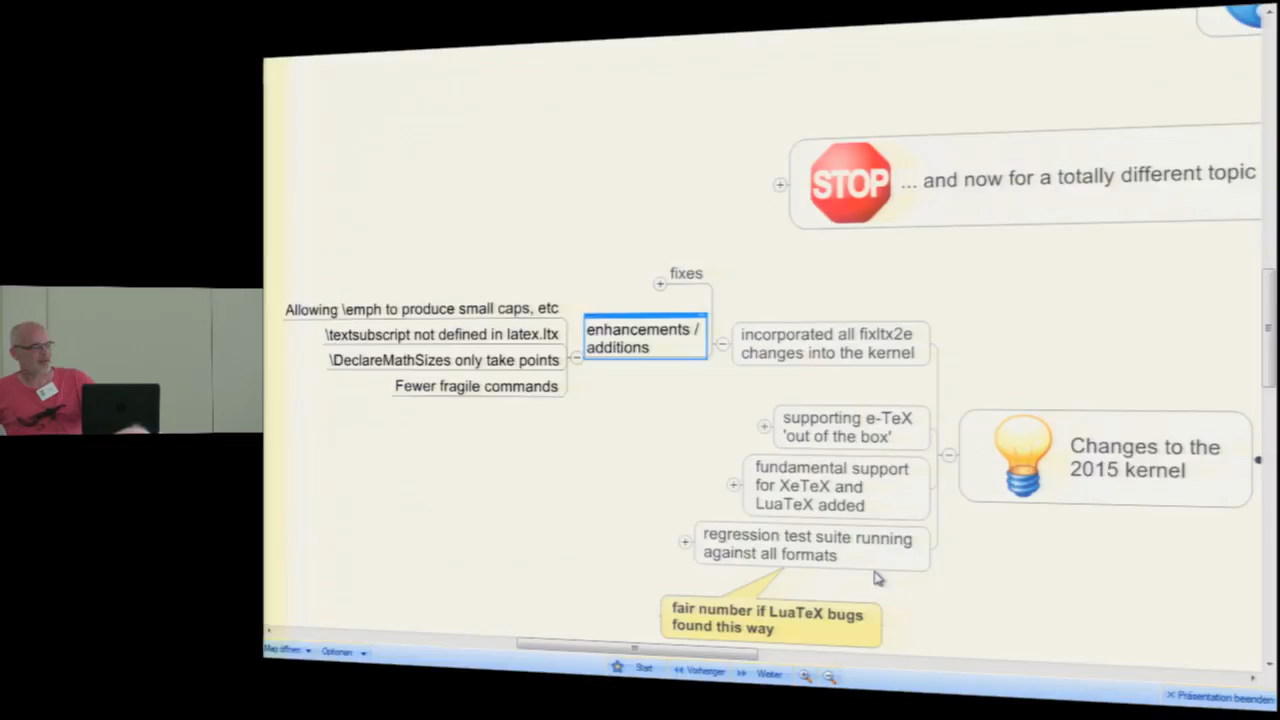 STOP
... and now for a totally different topic
fixes
Allowing \emph to produce small caps, etc
\textsubscript not defined in latex.ltx
\DeclareMathSizes only take points
Fewer fragile commands
enhancements /
additions
incorporated all fixltx2e
changes into the kernel
supporting e-TeX
'out of the box'
fundamental support
for XeTeX and
LuaTeX added
regression test suite running
against all formats
fair number if LuaTeX bugs
found this way
Changes to the
2015 kernel
Map öffnen
Optionen
Start
Vorheriger
Weiter
Präsentation beenden